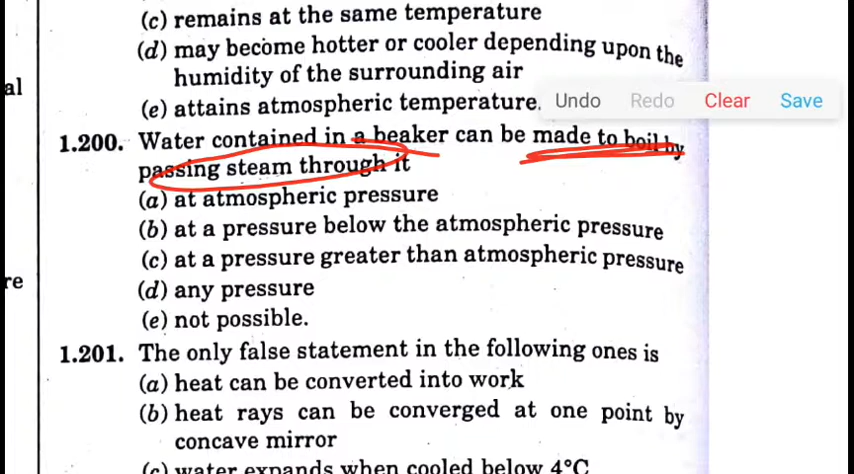 (c) remains at the same temperature
(d) may become hotter or cooler depending upon the
humidity of the surrounding air
al
(e) attains atmospheric temperature.
Undo Redo Clear Save
1.200. Water contained in a beaker can be made to boil by
passing steam through it
(a) at atmospheric pressure
(b) at a pressure below the atmospheric pressure
(c) at a pressure greater than atmospheric pressure
re
(d) any pressure
(e) not possible.
1.201. The only false statement in the following ones is
(a) heat can be converted into work
(b) heat rays can be converged at one point by
concave mirror
(c) water expands when cooled below 4°C